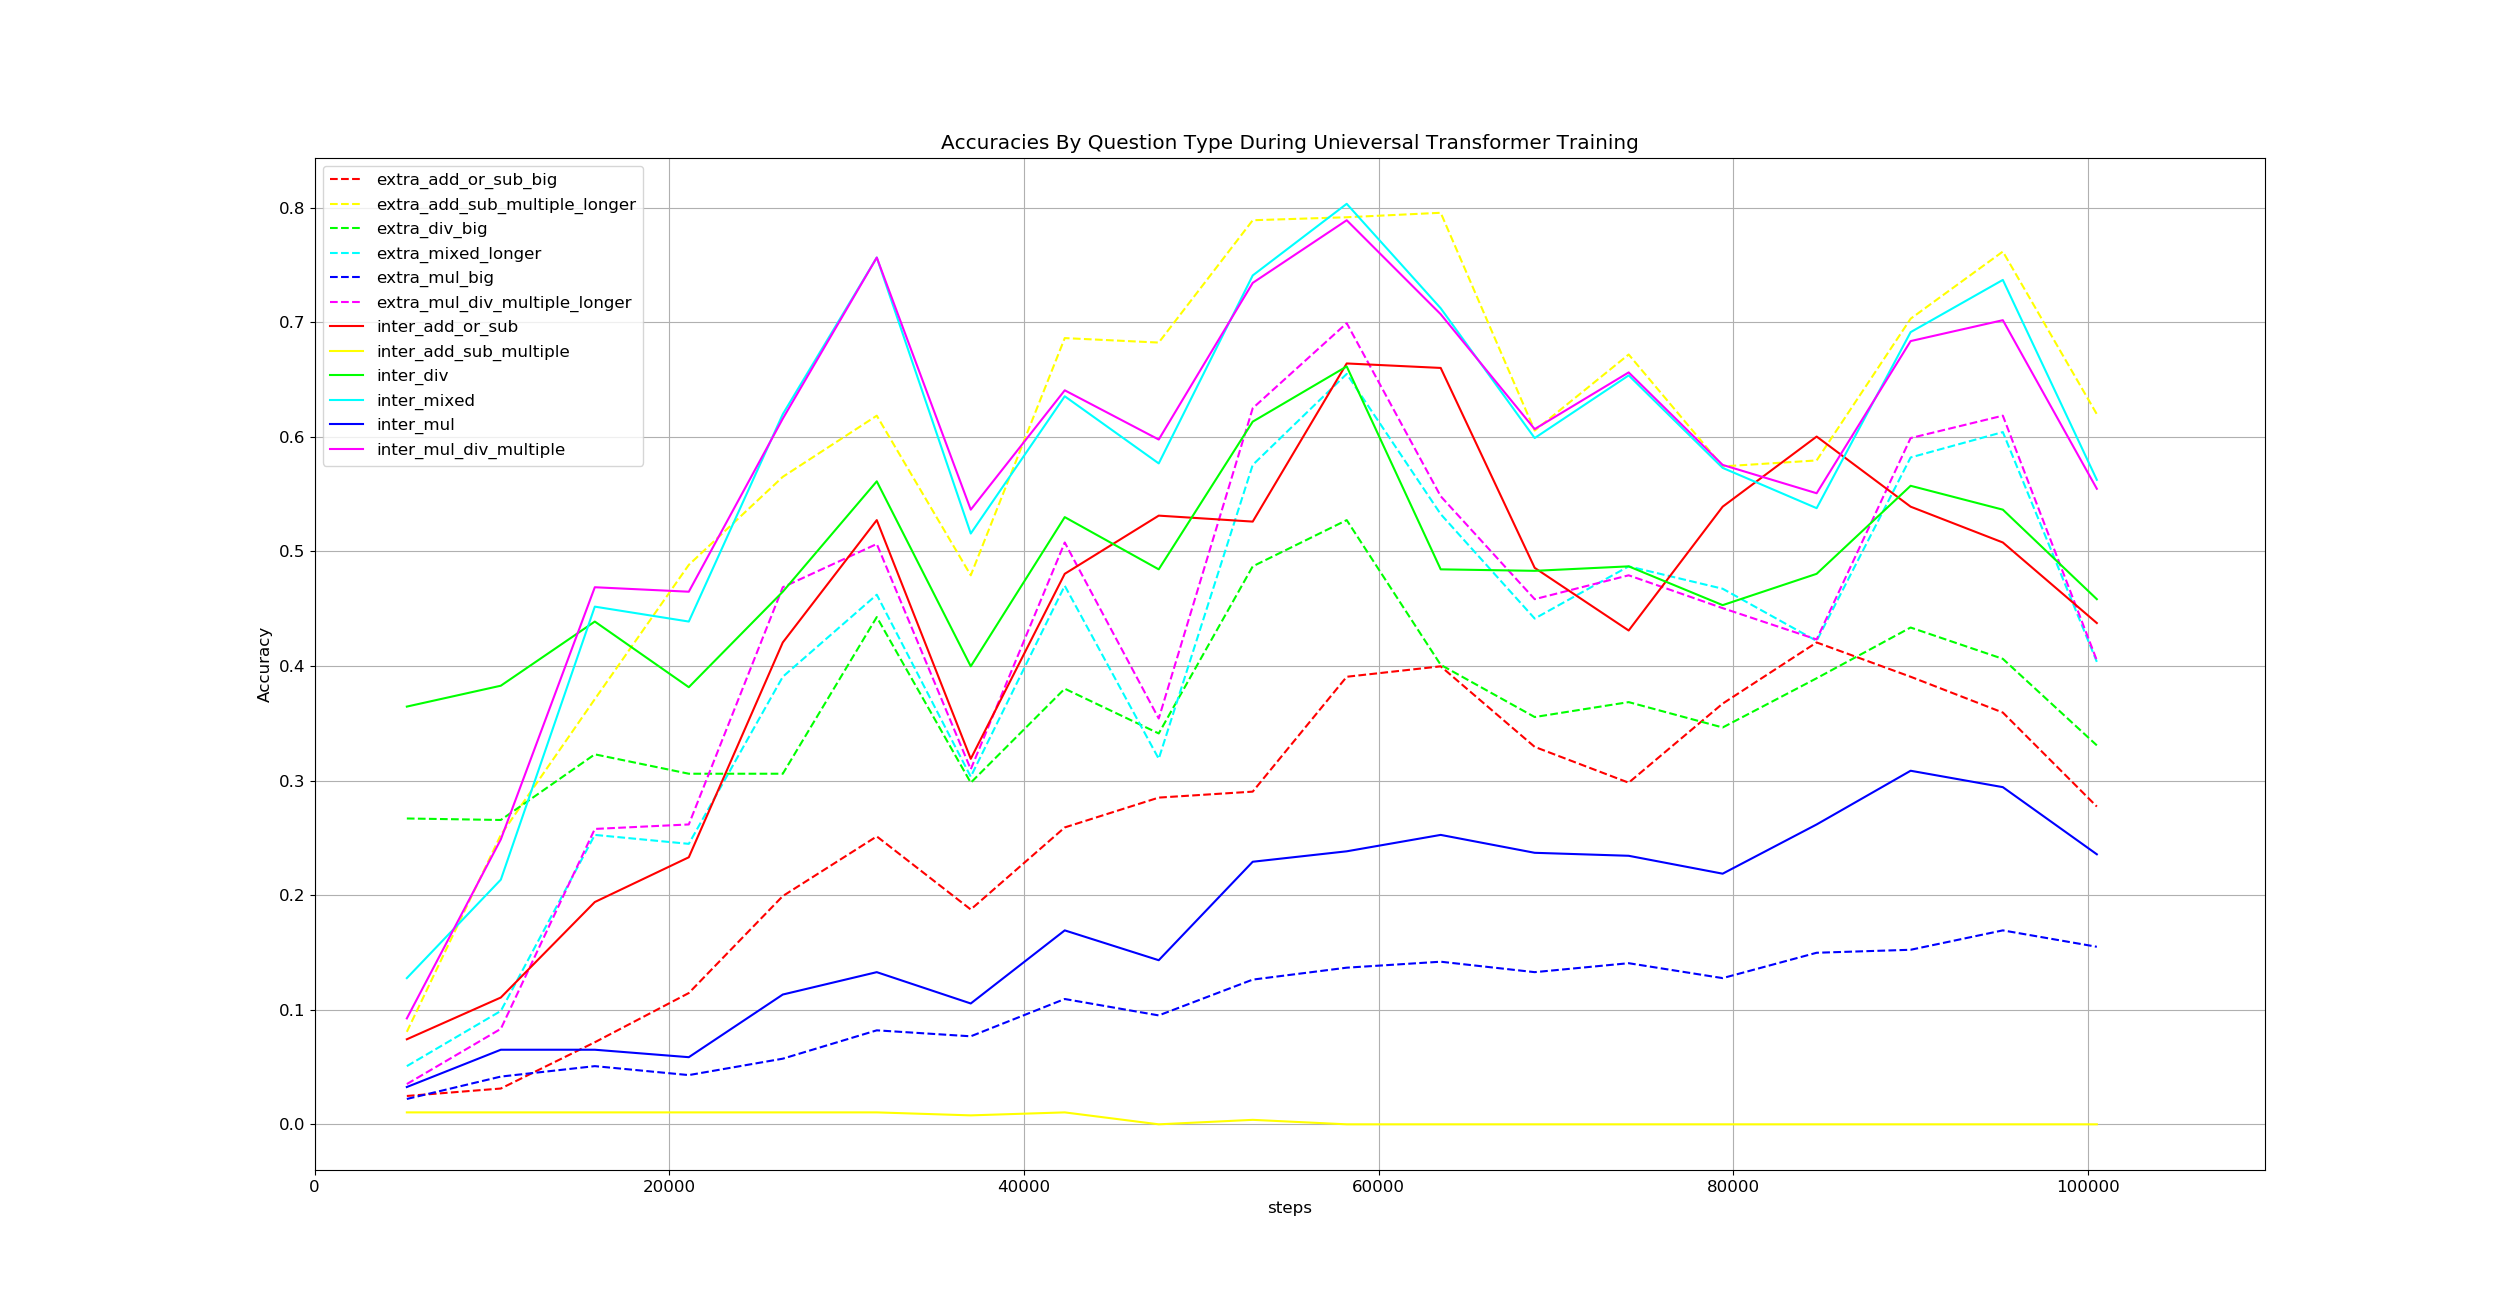 Accuracies By Question Type During Unieversal Transformer Training
extra_add_or_sub_big
extra_add_sub_multiple_longer
extra_div_big
extra_mixed_longer
extra_mul_big
extra_mul_div_multiple_longer
inter_add_or_sub
inter_add_sub_multiple
inter_div
inter_mixed
inter_mul
inter_mul_div_multiple
Accuracy
0.8
0.7
0.6
0.5
0.4
0.3
0.2
0.1
0.0
0 20000 40000 60000 80000 100000
steps